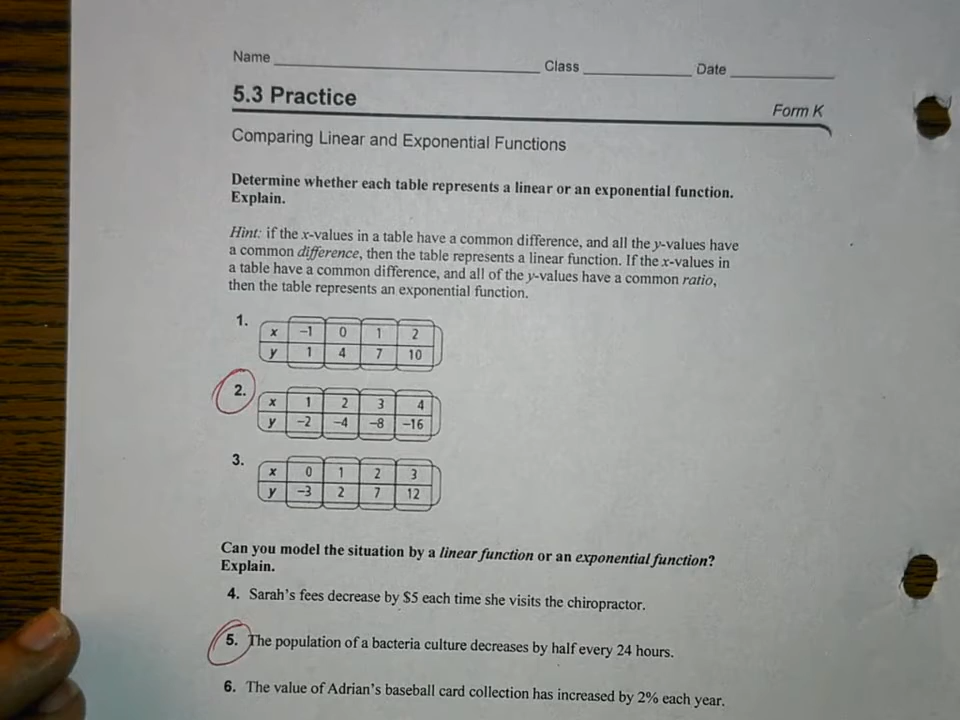 Name Class Date
5.3 Practice Form K
Comparing Linear and Exponential Functions
Determine whether each table represents a linear or an exponential function.
Explain.
Hint: if the x-values in a table have a common difference, and all the y-values have
a common difference, then the table represents a linear function. If the x-values in
a table have a common difference, and all of the y-values have a common ratio,
then the table represents an exponential function.
1.
x −1 0 1 2
y 1 4 7 10
2.
x 1 2 3 4
y −2 −4 −8 −16
3.
x 0 1 2 3
y −3 2 7 12
Can you model the situation by a linear function or an exponential function?
Explain.
4. Sarah's fees decrease by $5 each time she visits the chiropractor.
5. The population of a bacteria culture decreases by half every 24 hours.
6. The value of Adrian's baseball card collection has increased by 2% each year.